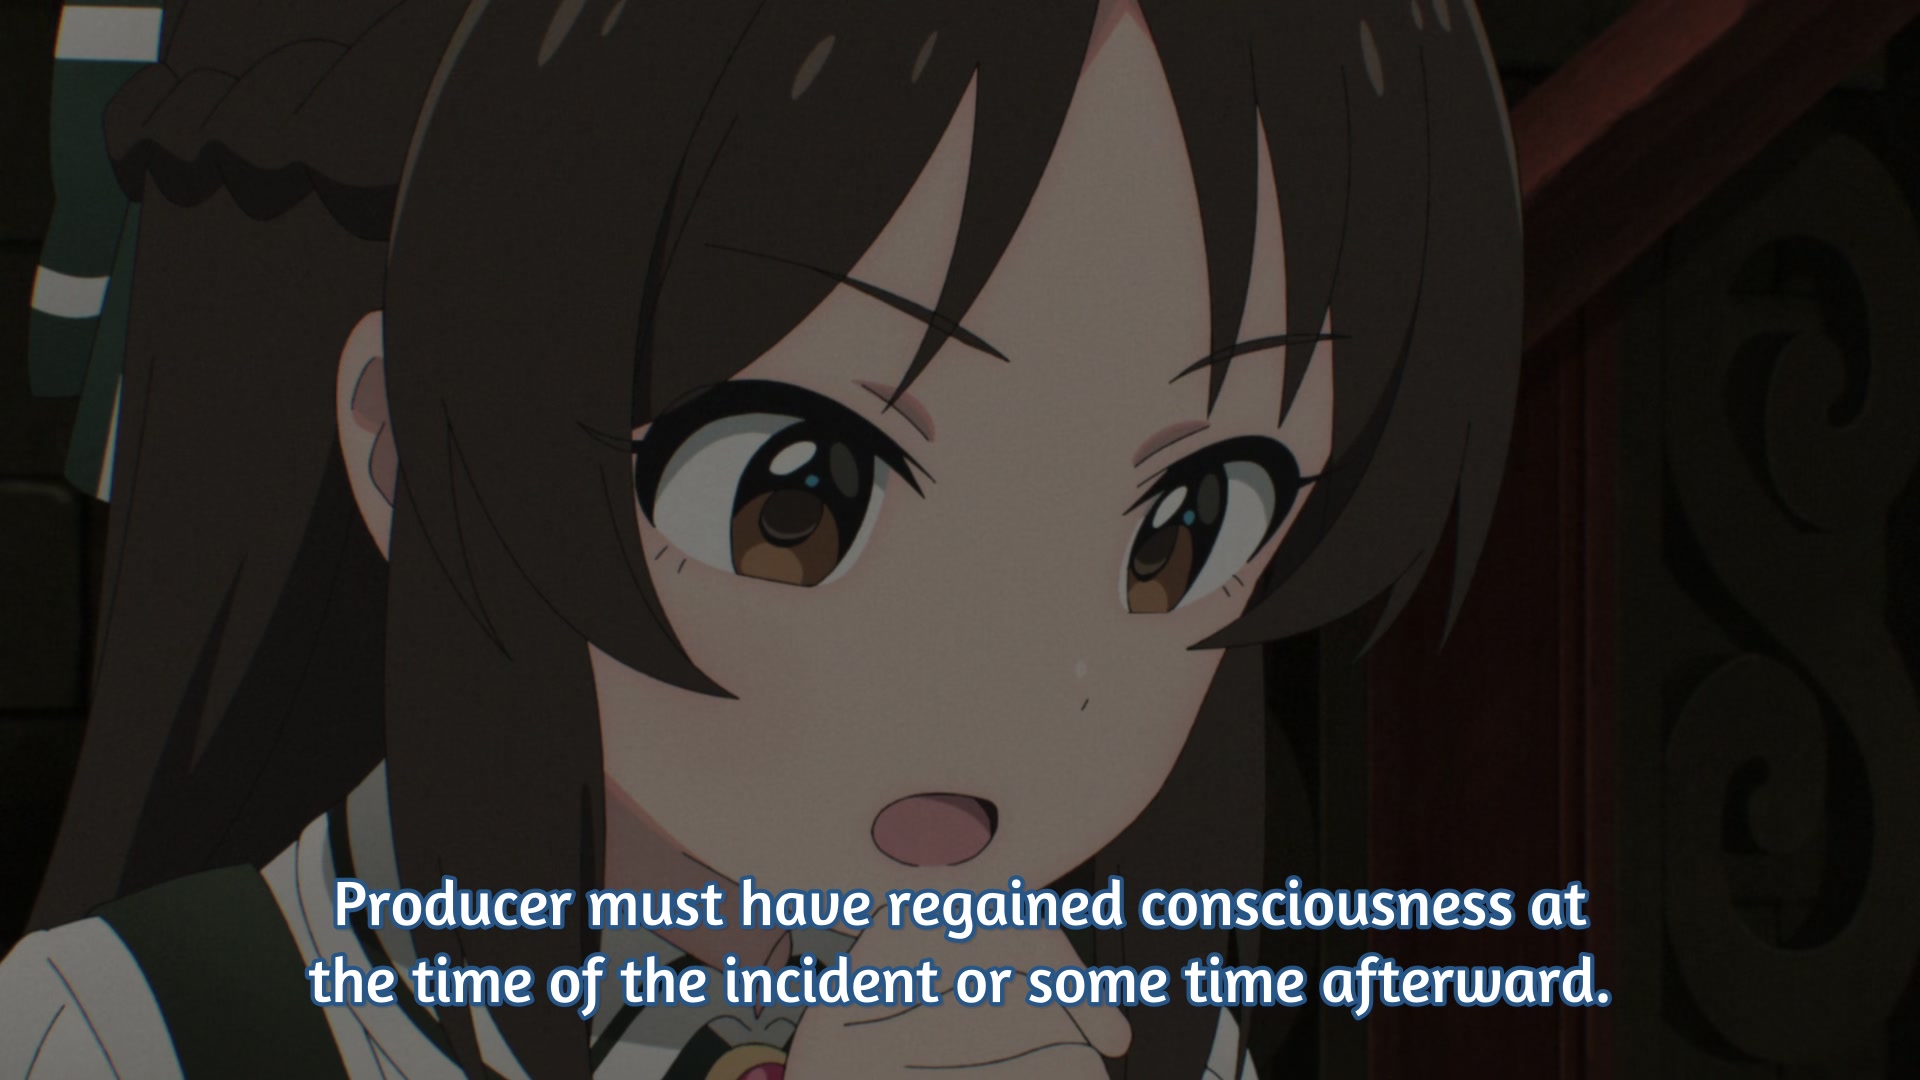 Producer must have regained consciousness at
the time of the incident or some time afterward.